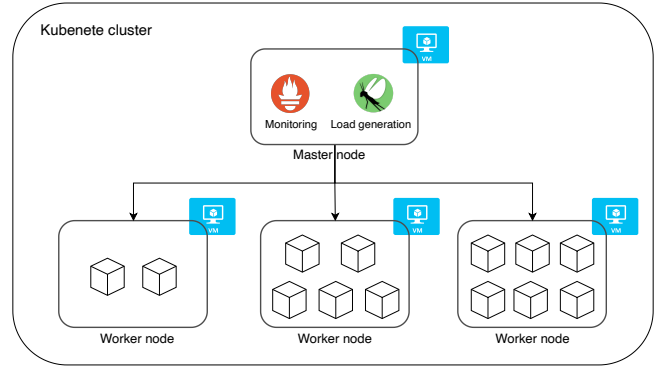 Kubenete cluster
VM
Monitoring
Load generation
Master node
VM
VM
VM
Worker node
Worker node
Worker node